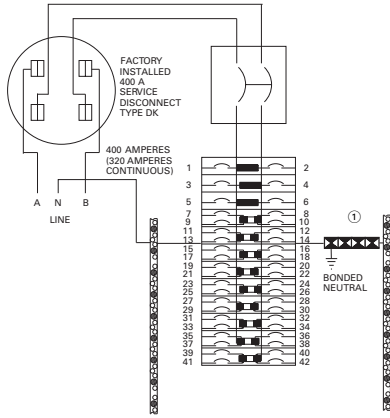 FACTORY
INSTALLED
400 A
SERVICE
DISCONNECT
TYPE DK
400 AMPERES
(320 AMPERES
CONTINUOUS)
A N B
LINE
1 2
3 4
5 6
7 8
9 10
11 12
13 14
15 16
17 18
19 20
21 22
23 24
25 26
27 28
29 30
31 32
33 34
35 36
37 38
39 40
41 42
①
BONDED
NEUTRAL